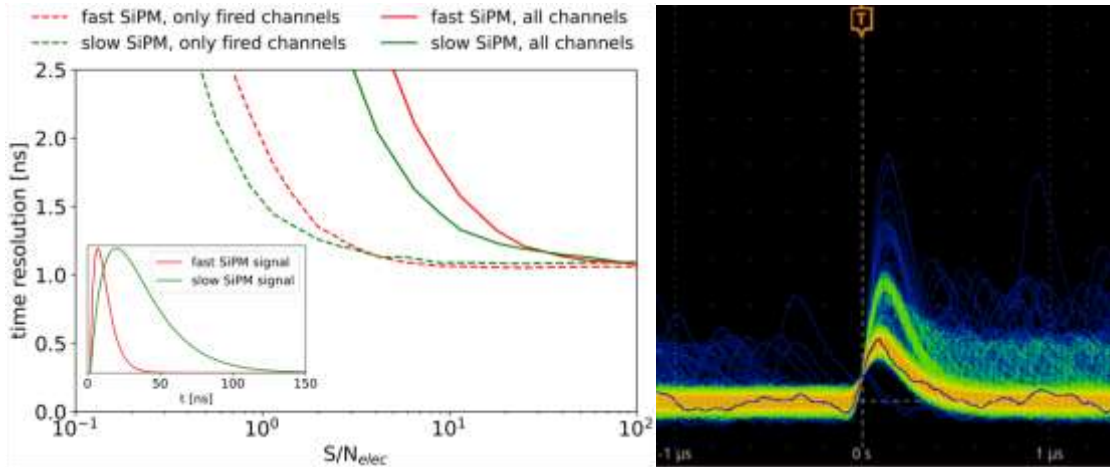 fast SiPM, only fired channels
fast SiPM, all channels
slow SiPM, only fired channels
slow SiPM, all channels
2.5
2.0
1.5
1.0
0.5
0.0
time resolution [ns]
fast SiPM signal
slow SiPM signal
0 50 100 150
t [ns]
10⁻¹ 10⁰ 10¹ 10²
S/Nelec
T
-1 µs 0 s 1 µs